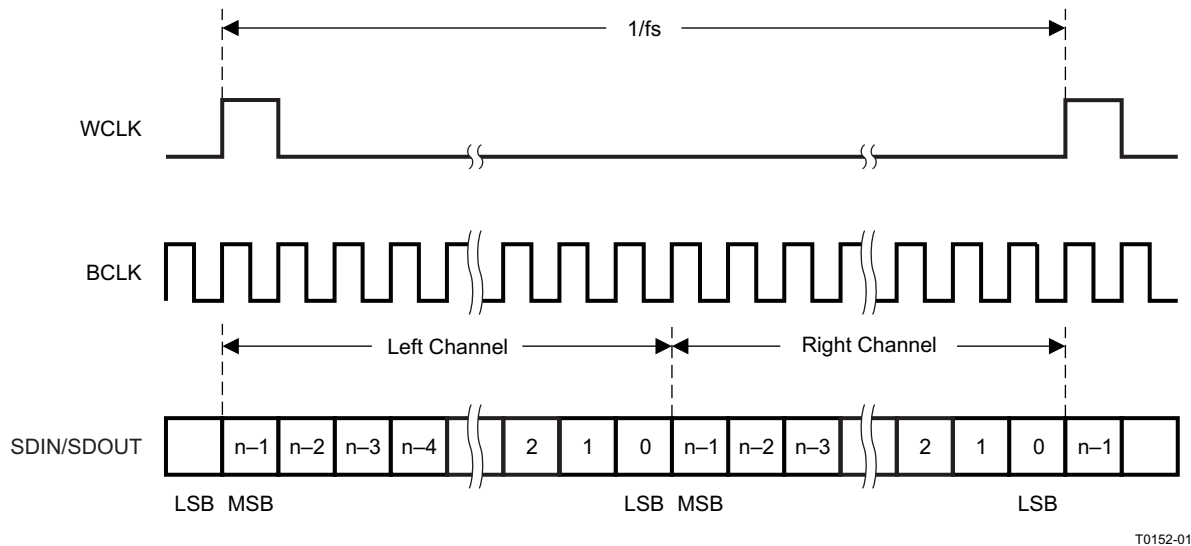 1/fs
WCLK
BCLK
Left Channel
Right Channel
SDIN/SDOUT
n–1 n–2 n–3 n–4 2 1 0 n–1 n–2 n–3 2 1 0 n–1
LSB MSB LSB MSB LSB
T0152-01